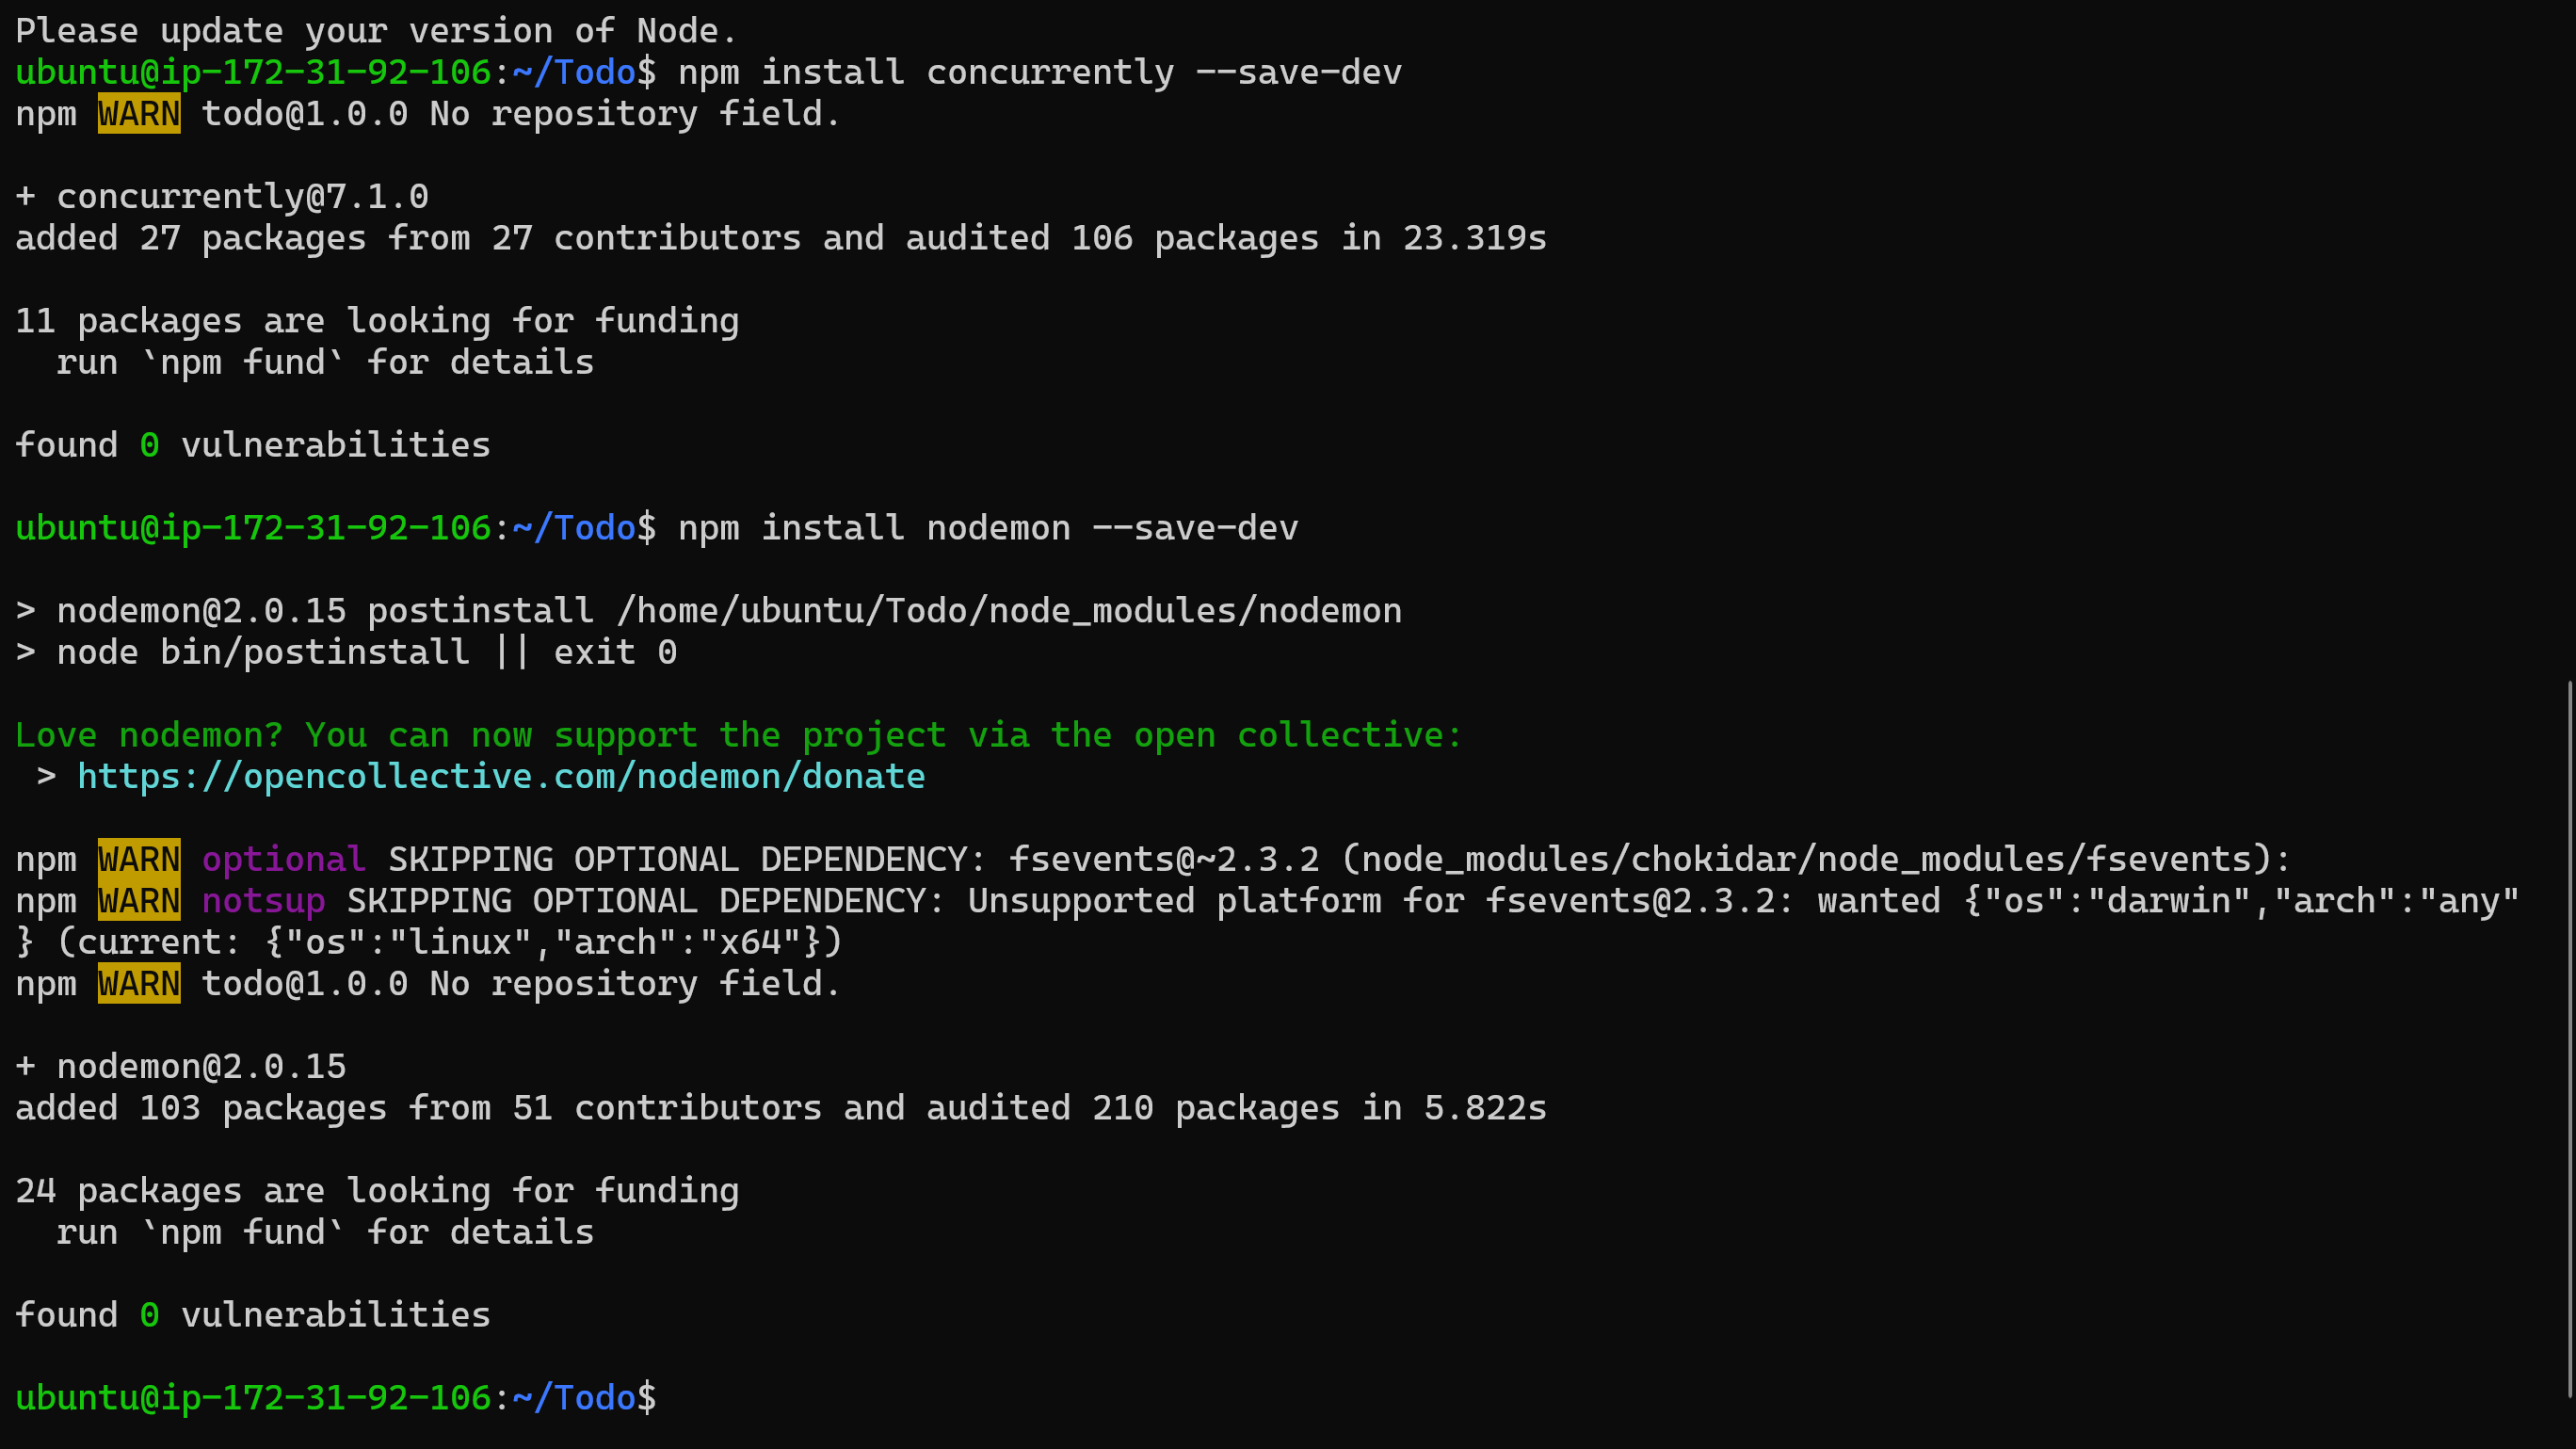 Please update your version of Node.
ubuntu@ip-172-31-92-106:~/Todo$ npm install concurrently --save-dev
npm WARN todo@1.0.0 No repository field.

+ concurrently@7.1.0
added 27 packages from 27 contributors and audited 106 packages in 23.319s

11 packages are looking for funding
  run `npm fund` for details

found 0 vulnerabilities

ubuntu@ip-172-31-92-106:~/Todo$ npm install nodemon --save-dev

> nodemon@2.0.15 postinstall /home/ubuntu/Todo/node_modules/nodemon
> node bin/postinstall || exit 0

Love nodemon? You can now support the project via the open collective:
 > https://opencollective.com/nodemon/donate

npm WARN optional SKIPPING OPTIONAL DEPENDENCY: fsevents@~2.3.2 (node_modules/chokidar/node_modules/fsevents):
npm WARN notsup SKIPPING OPTIONAL DEPENDENCY: Unsupported platform for fsevents@2.3.2: wanted {"os":"darwin","arch":"any"
} (current: {"os":"linux","arch":"x64"})
npm WARN todo@1.0.0 No repository field.

+ nodemon@2.0.15
added 103 packages from 51 contributors and audited 210 packages in 5.822s

24 packages are looking for funding
  run `npm fund` for details

found 0 vulnerabilities

ubuntu@ip-172-31-92-106:~/Todo$